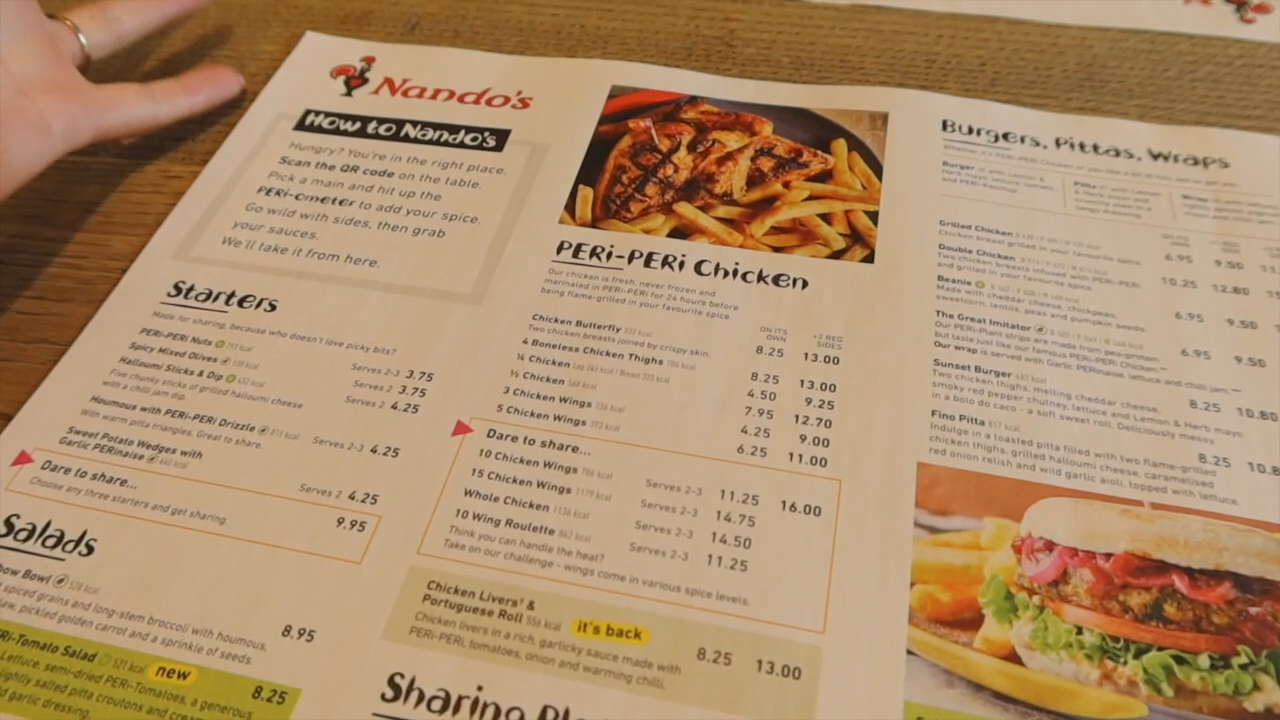 Nando's
How to Nando's
Hungry? You're in the right place.
Scan the QR code on the table.
Pick a main and hit up the
PERi-ometer to add your spice.
Go wild with sides, then grab
your sauces.
We'll take it from here.
Starters
Made for sharing, because who doesn't love picky bits?
PERi-PERi Nuts Serves 2-3 3.75
Spicy Mixed Olives Serves 2 3.75
Halloumi Sticks & Dip Serves 2 4.25
Five chunky sticks of grilled halloumi cheese
with a chilli jam dip.
Houmous with PERi-PERi Drizzle Serves 2-3 4.25
With warm pitta triangles. Great to share.
Sweet Potato Wedges with
Garlic PERinaise Serves 2 4.25
Dare to share...
Choose any three starters and get sharing. 9.95
Salads
Bowl 8.95
spiced grains and long-stem broccoli with houmous,
pickled golden carrot and a sprinkle of seeds.
Tomato Salad 521 kcal new 8.25
Lettuce, semi-dried PERi-Tomatoes, a generous
salted pitta croutons and
garlic dressing.
PERi-PERi Chicken
Our chicken is fresh, never frozen and
marinated in PERi-PERi for 24 hours before
being flame-grilled in your favourite spice.
ON ITS OWN +2 REG SIDES
Chicken Butterfly 8.25 13.00
Two chicken breasts joined by crispy skin.
4 Boneless Chicken Thighs 8.25 13.00
¼ Chicken 4.50 9.25
½ Chicken 7.95 12.70
3 Chicken Wings 4.25 9.00
5 Chicken Wings 6.25 11.00
Dare to share...
10 Chicken Wings Serves 2-3 11.25 16.00
15 Chicken Wings 1179 kcal Serves 2-3 14.75
Whole Chicken 1136 kcal Serves 2-3 14.50
10 Wing Roulette Serves 2-3 11.25
Think you can handle the heat?
Take on our challenge - wings come in various spice levels.
Chicken Livers† &
Portuguese Roll 556 kcal it's back 8.25 13.00
Chicken livers in a rich, garlicky sauce made with
PERi-PERi, tomatoes, onion and warming chilli.
Sharing
Burgers, Pittas, Wraps
Grilled Chicken 6.95 9.50
Chicken breast grilled in your favourite spice.
Double Chicken 10.25 12.80
Two chicken breasts infused with PERi-PERi
and grilled in your favourite spice.
Beanie 6.95 9.50
Made with cheddar cheese, chickpeas,
sweetcorn, lentils, peas and pumpkin seeds.
The Great Imitator 6.95 9.50
Our PERi-Plant strips are made from pea-protein
but taste just like our famous PERi-PERi Chicken.
Our wrap is served with Garlic PERinaise, lettuce and chilli jam.
Sunset Burger 8.25 10.80
Two chicken thighs, melting cheddar cheese,
smoky red pepper chutney, lettuce and Lemon & Herb mayo
in a bolo do caco - a soft sweet roll. Deliciously messy.
Fino Pitta 8.25 10.8
Indulge in a toasted pitta filled with two flame-grilled
chicken thighs, grilled halloumi cheese, caramelised
red onion relish and wild garlic aioli, topped with lettuce.